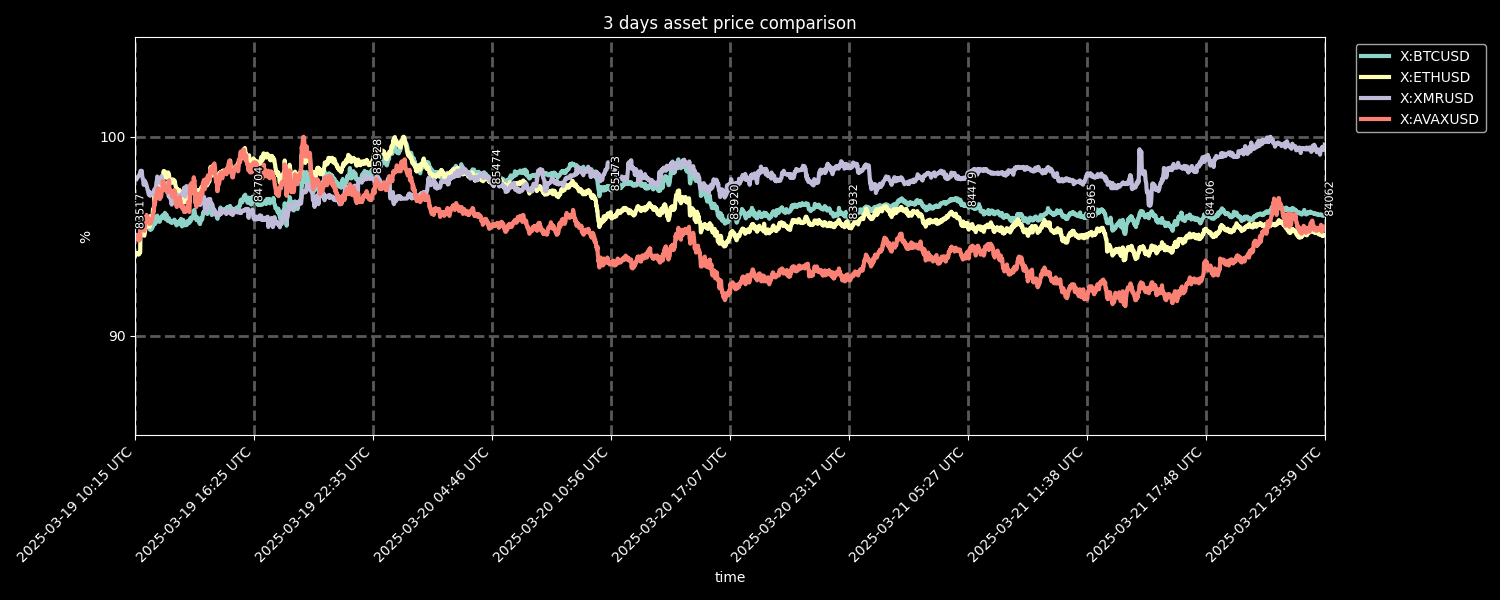 3 days asset price comparison
X:BTCUSD
X:ETHUSD
X:XMRUSD
X:AVAXUSD
100
90
%
83517
84704
85928
85474
85173
83920
83932
84479
83965
84106
84062
2025-03-19 10:15 UTC
2025-03-19 16:25 UTC
2025-03-19 22:35 UTC
2025-03-20 04:46 UTC
2025-03-20 10:56 UTC
2025-03-20 17:07 UTC
2025-03-20 23:17 UTC
2025-03-21 05:27 UTC
2025-03-21 11:38 UTC
2025-03-21 17:48 UTC
2025-03-21 23:59 UTC
time